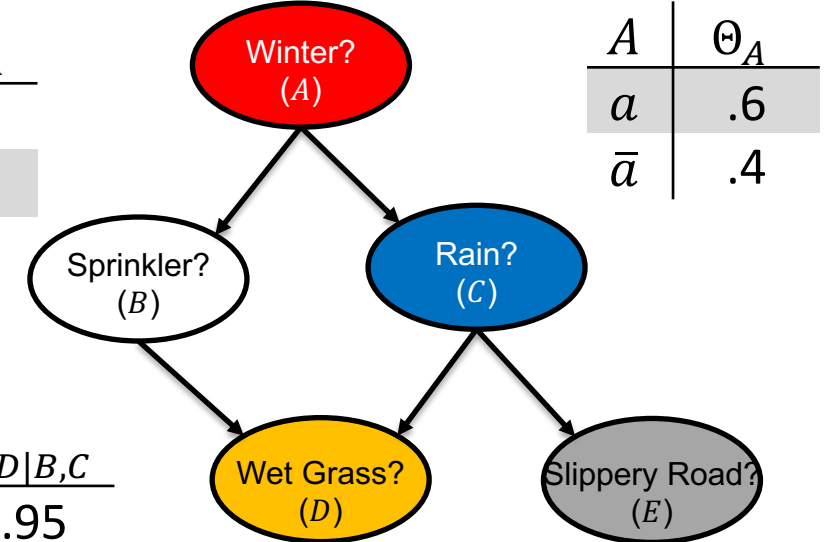 Winter?
(A)
A Θ_A
a .6
ā .4
Sprinkler?
(B)
Rain?
(C)
D|B,C
.95
Wet Grass?
(D)
Slippery Road?
(E)